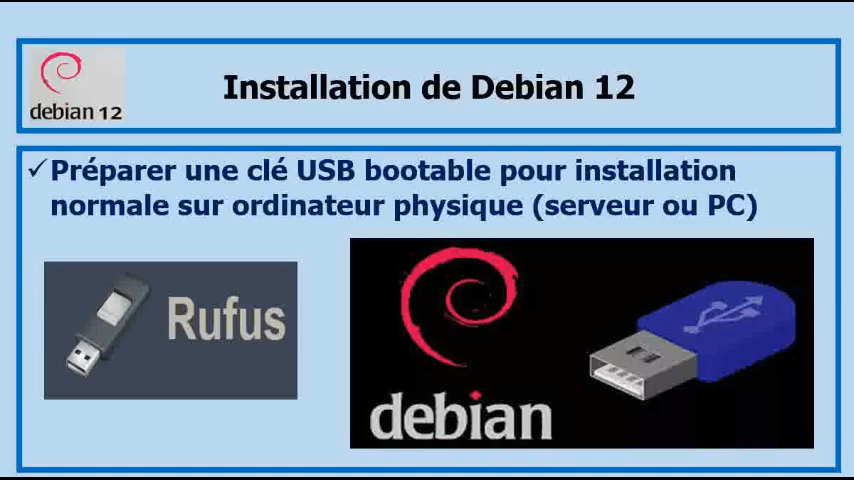 debian 12
Installation de Debian 12
✓Préparer une clé USB bootable pour installation
normale sur ordinateur physique (serveur ou PC)
Rufus
debian